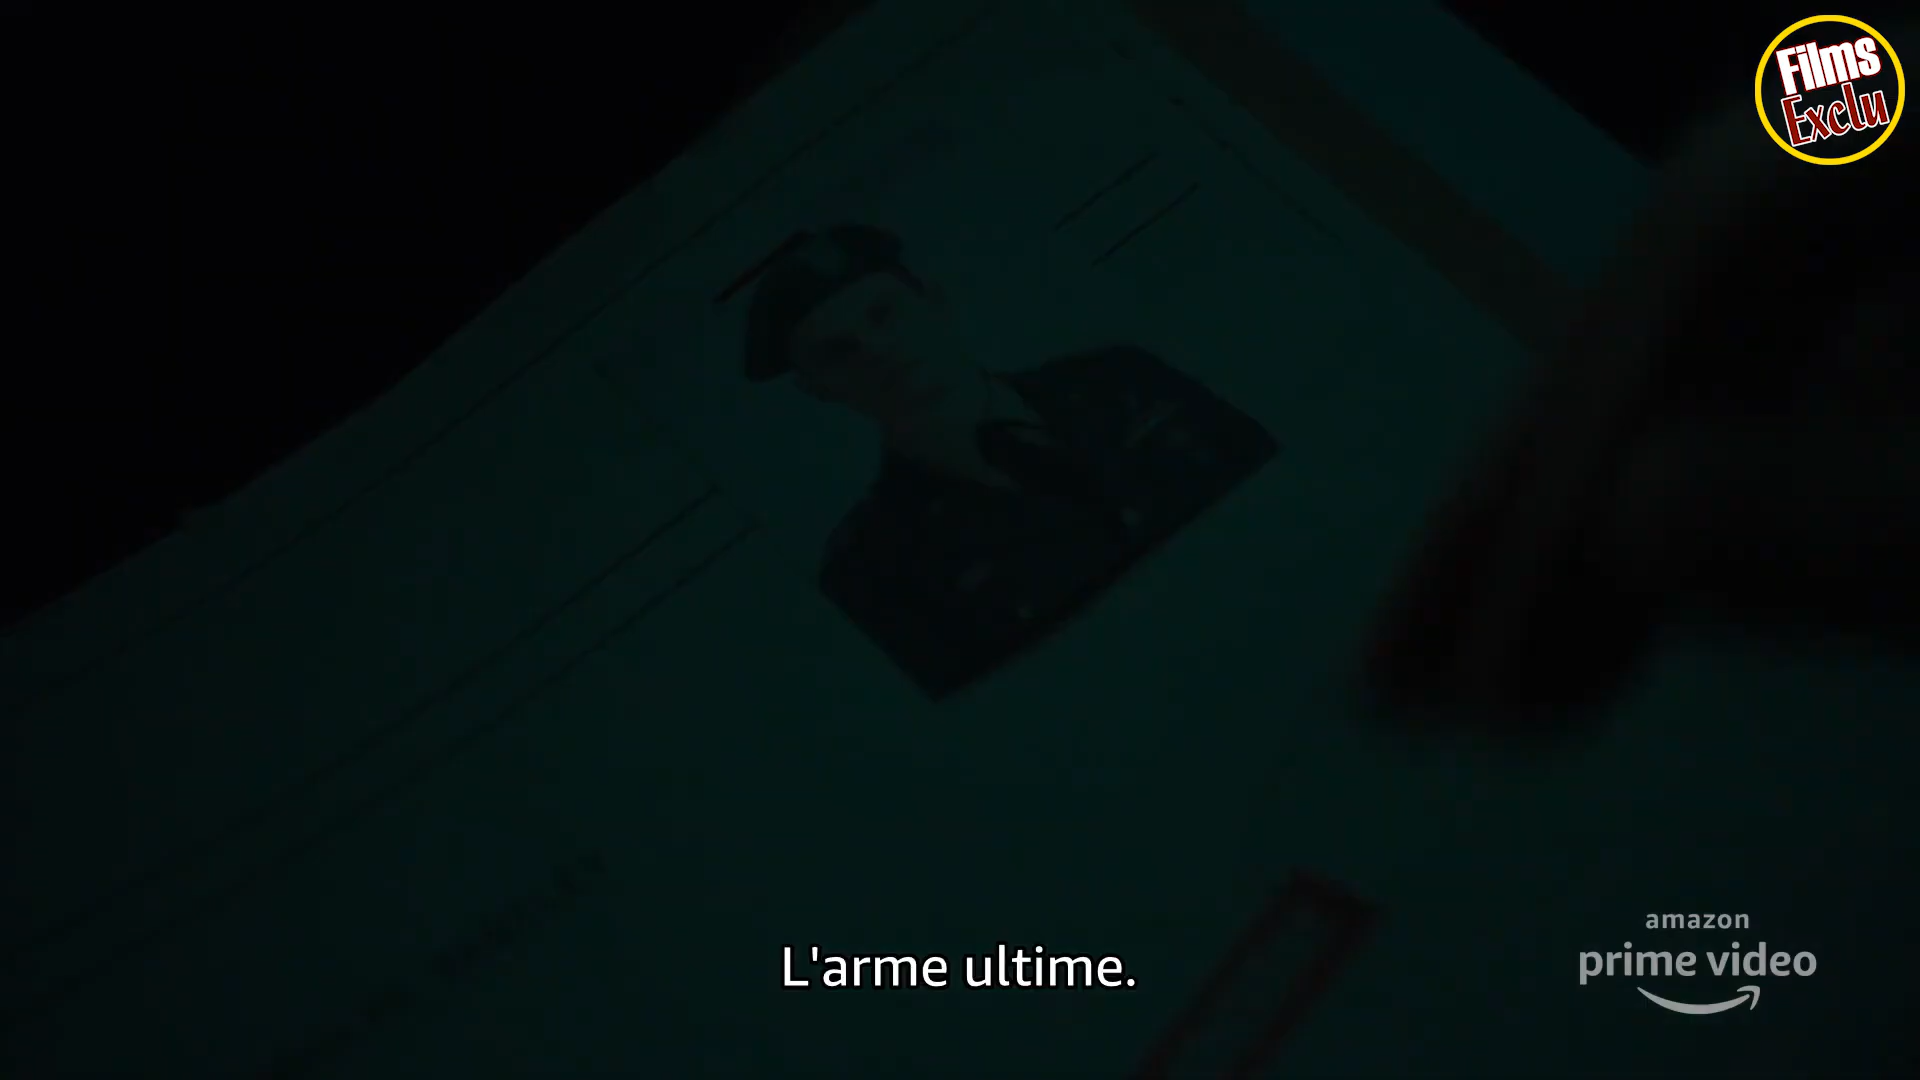 Films
Exclu
L'arme ultime.
amazon
prime video